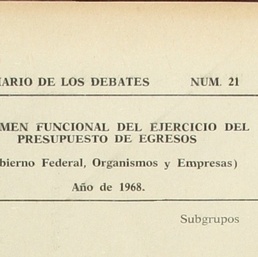 IARIO DE LOS DEBATES NUM. 21
MEN FUNCIONAL DEL EJERCICIO DEL
PRESUPUESTO DE EGRESOS
bierno Federal, Organismos y Empresas)
Año de 1968.
Subgrupos